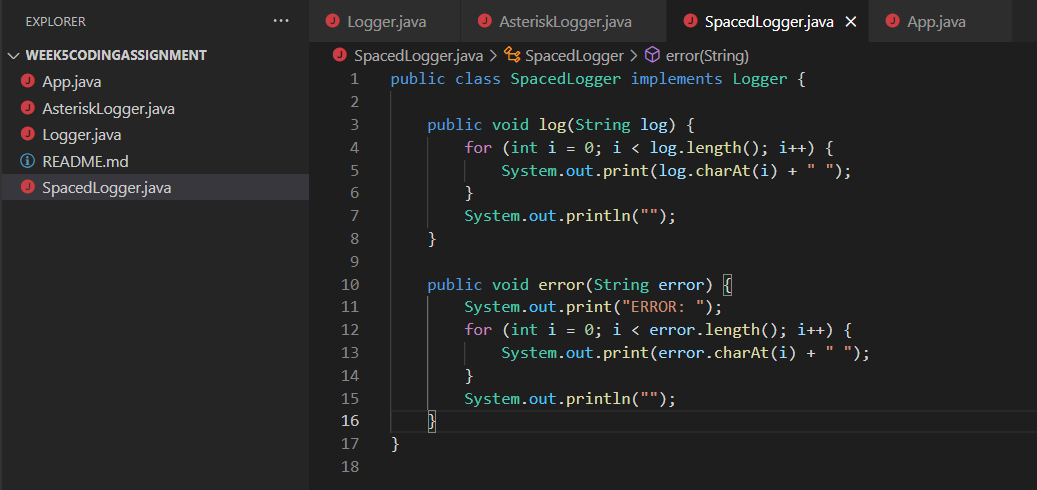 EXPLORER ...
WEEK5CODINGASSIGNMENT
J App.java
J AsteriskLogger.java
J Logger.java
README.md
J SpacedLogger.java
J Logger.java J AsteriskLogger.java J SpacedLogger.java × J App.java
J SpacedLogger.java > SpacedLogger > error(String)
1 public class SpacedLogger implements Logger {
2
3     public void log(String log) {
4         for (int i = 0; i < log.length(); i++) {
5             System.out.print(log.charAt(i) + " ");
6         }
7         System.out.println("");
8     }
9
10     public void error(String error) {
11         System.out.print("ERROR: ");
12         for (int i = 0; i < error.length(); i++) {
13             System.out.print(error.charAt(i) + " ");
14         }
15         System.out.println("");
16     }
17 }
18